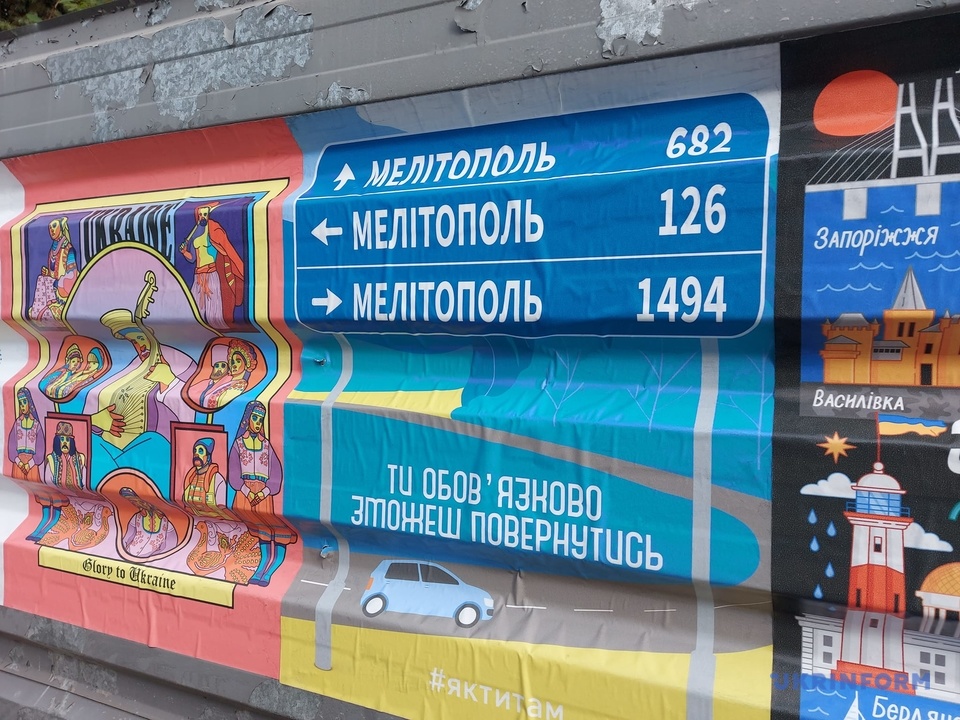 UKRAINE
Glory to Ukraine
МЕЛІТОПОЛЬ 682
МЕЛІТОПОЛЬ 126
МЕЛІТОПОЛЬ 1494
ТИ ОБОВ'ЯЗКОВО
ЗМОЖЕШ ПОВЕРНУТИСЬ
#яктитам
Запоріжжя
Василівка
UKRINFORM